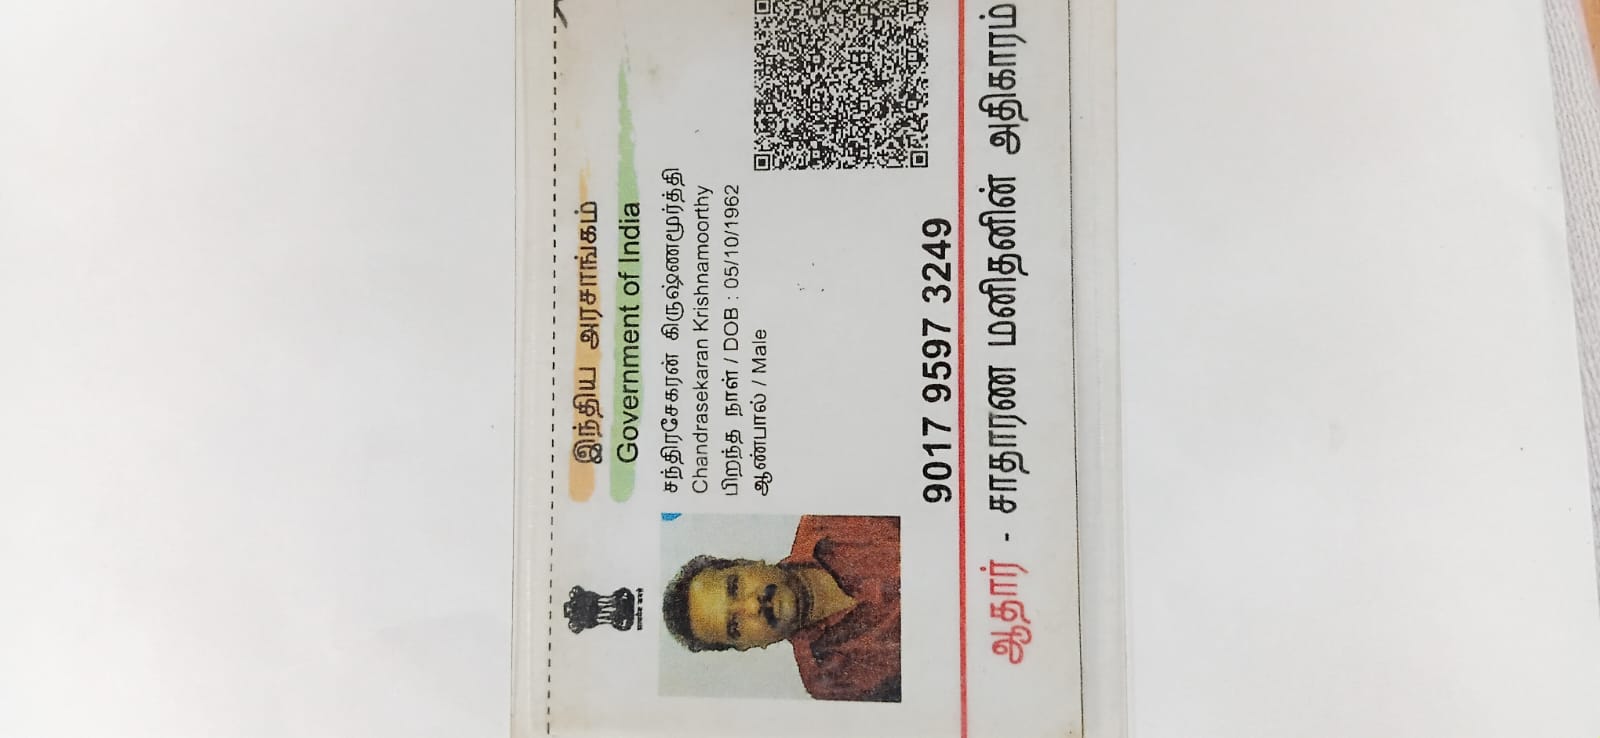 இந்திய அரசாங்கம்
Government of India
சந்திரசேகரன் கிருஷ்ணமூர்த்தி
Chandrasekaran Krishnamoorthy
பிறந்த நாள் / DOB : 05/10/1962
ஆண்பால் / Male
9017 9597 3249
ஆதார் - சாதாரண மனிதனின் அதிகாரம்